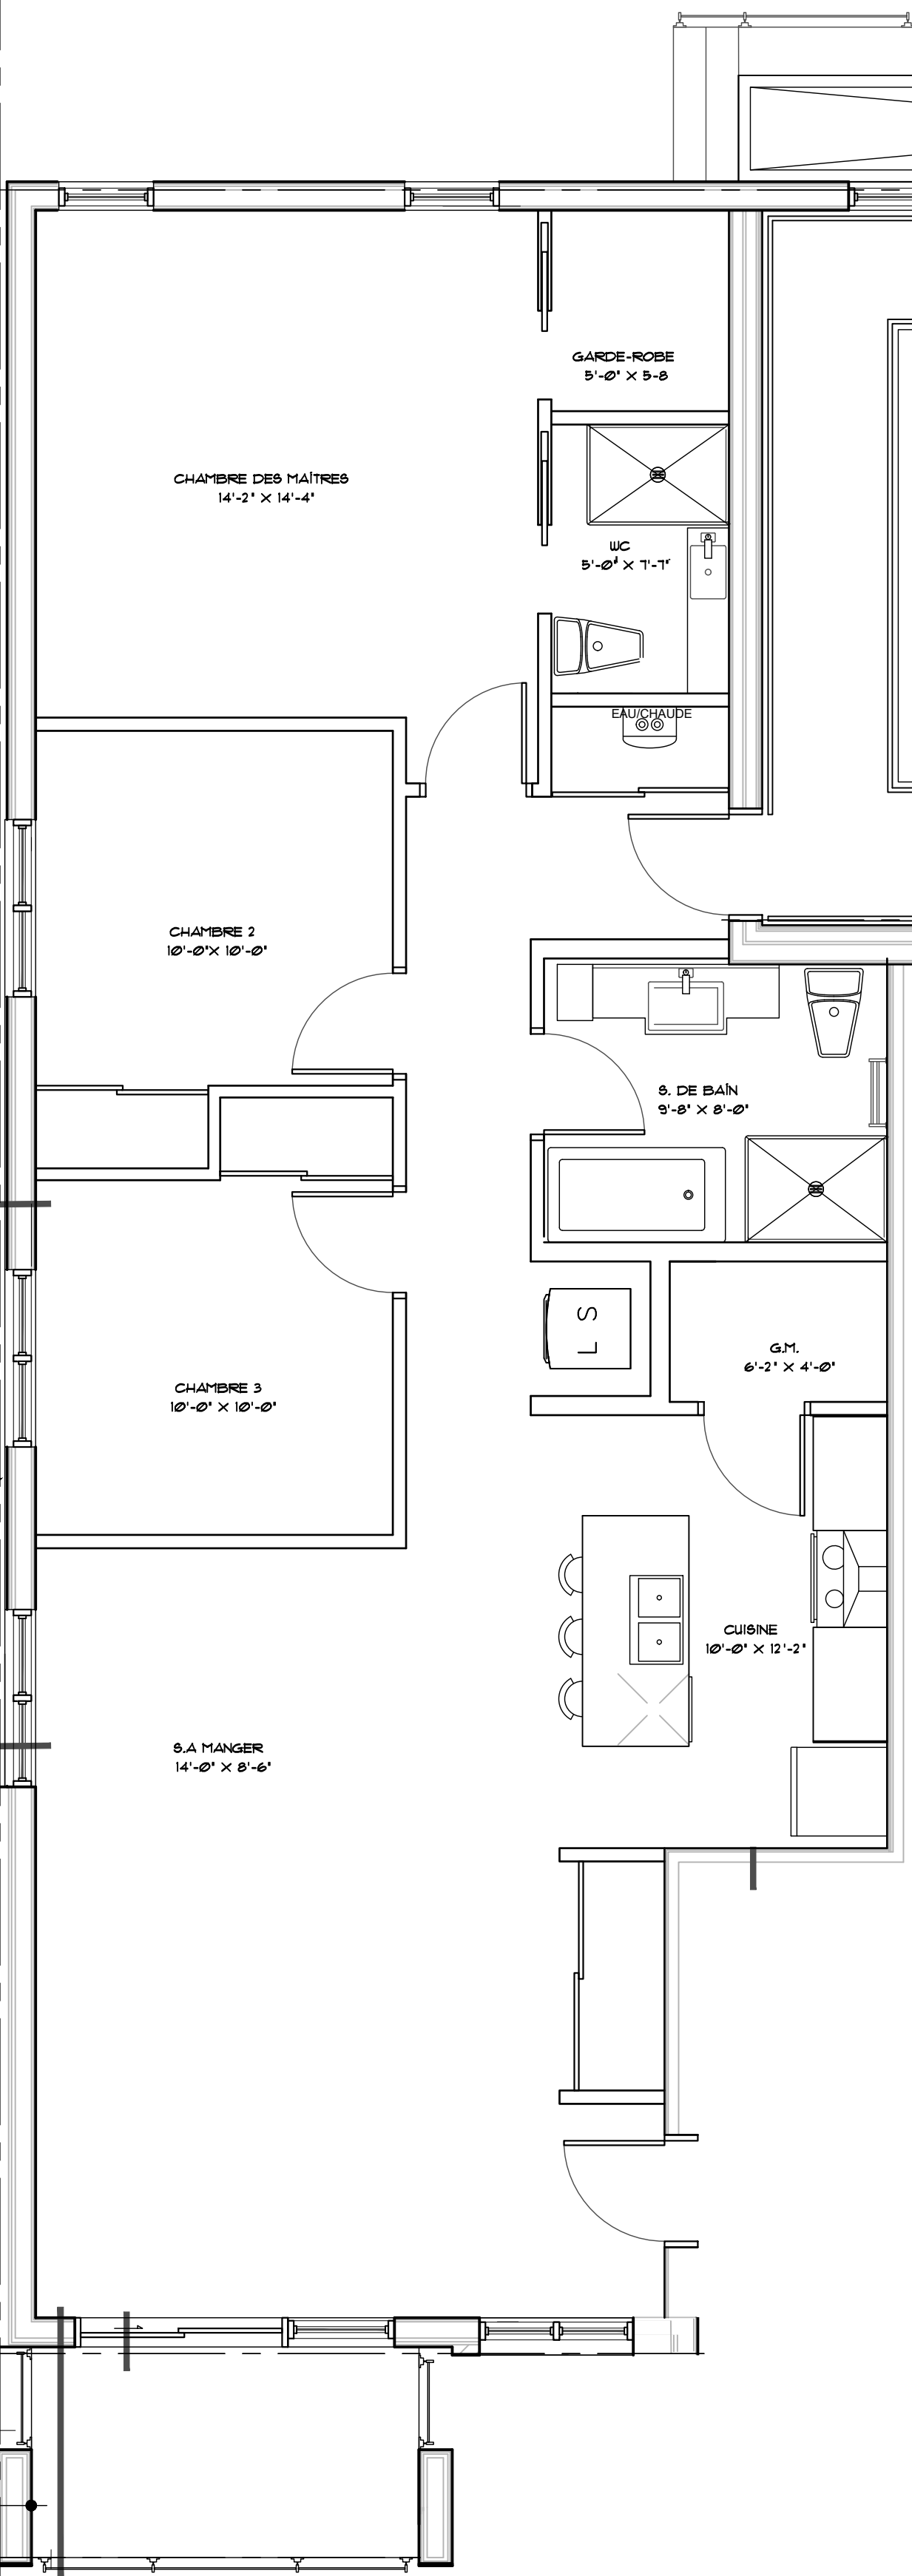 GARDE-ROBE
5'-0" X 5-8
CHAMBRE DES MAÎTRES
14'-2" X 14'-4"
WC
5'-0" X 7'-7"
EAU/CHAUDE
CHAMBRE 2
10'-0"X 10'-0"
S. DE BAÎN
9'-8" X 8'-0"
L S
G.M.
6'-2" X 4'-0"
CHAMBRE 3
10'-0" X 10'-0"
CUISINE
10'-0" X 12'-2"
S.A MANGER
14'-0" X 8'-6"